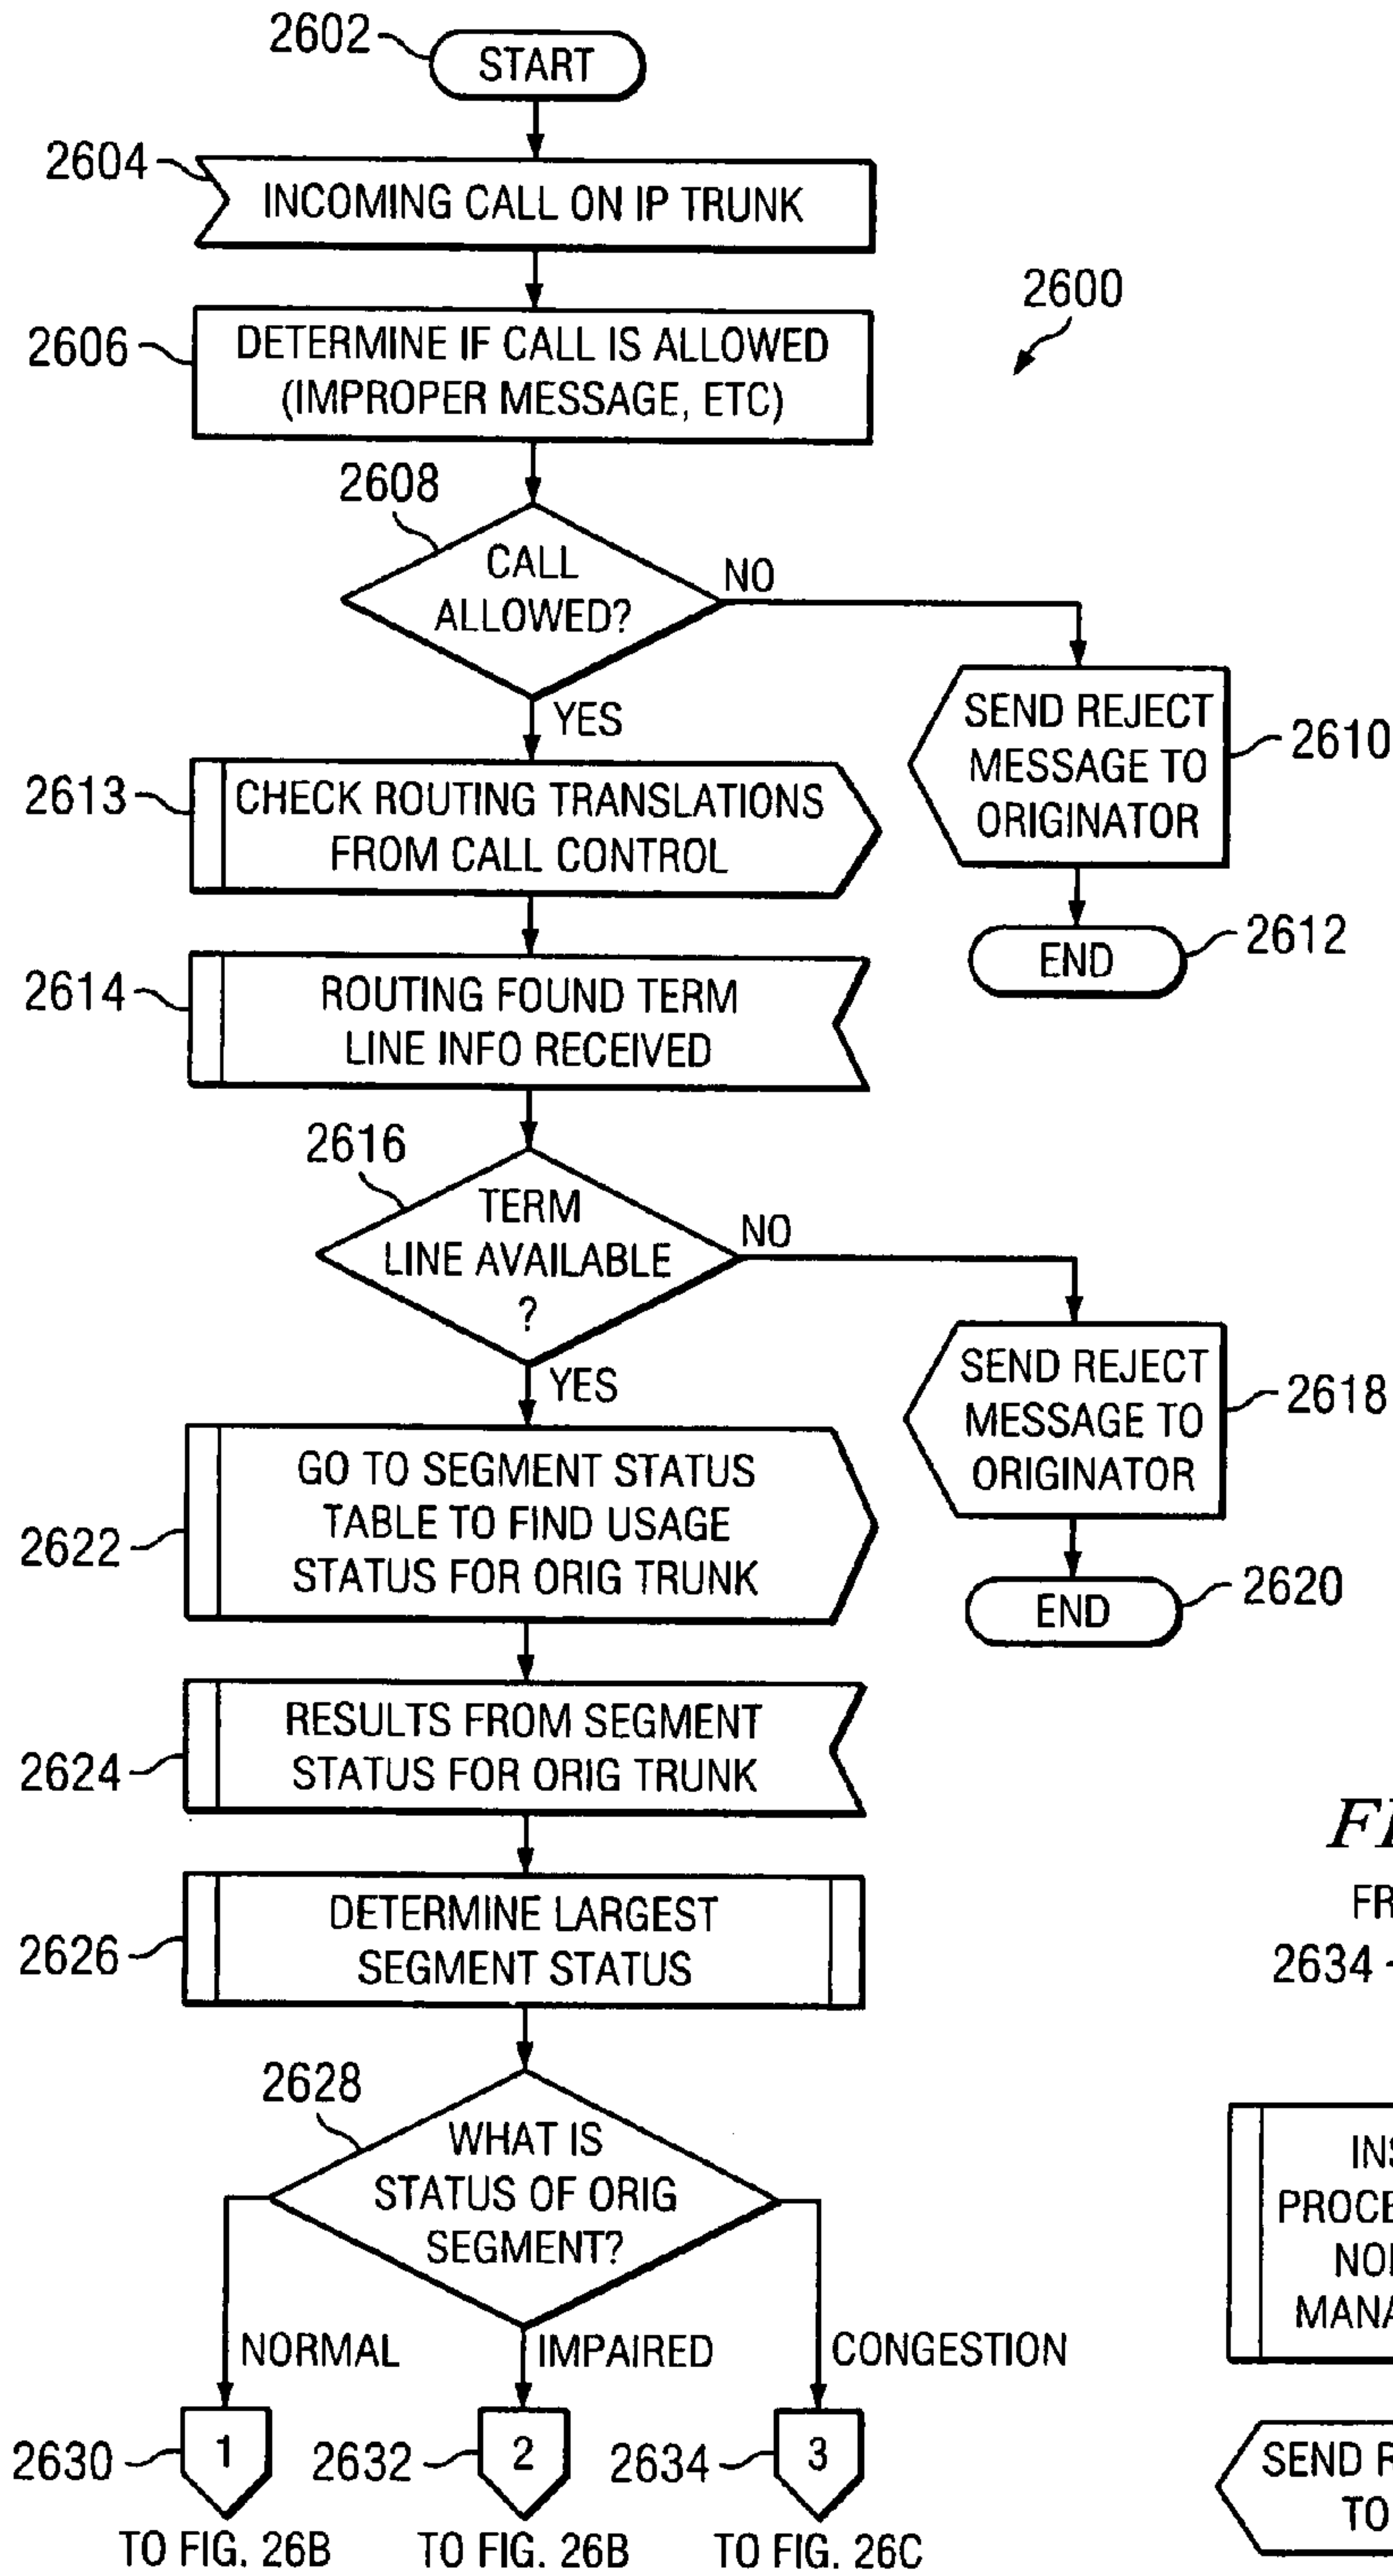 2602
START
2604
INCOMING CALL ON IP TRUNK
2600
2606
DETERMINE IF CALL IS ALLOWED
(IMPROPER MESSAGE, ETC)
2608
CALL
ALLOWED?
NO
YES
SEND REJECT
MESSAGE TO
ORIGINATOR
2610
2613
CHECK ROUTING TRANSLATIONS
FROM CALL CONTROL
END
2612
2614
ROUTING FOUND TERM
LINE INFO RECEIVED
2616
TERM
LINE AVAILABLE
?
NO
YES
SEND REJECT
MESSAGE TO
ORIGINATOR
2618
2622
GO TO SEGMENT STATUS
TABLE TO FIND USAGE
STATUS FOR ORIG TRUNK
END
2620
2624
RESULTS FROM SEGMENT
STATUS FOR ORIG TRUNK
2626
DETERMINE LARGEST
SEGMENT STATUS
2634
2628
WHAT IS
STATUS OF ORIG
SEGMENT?
NORMAL
IMPAIRED
CONGESTION
2630
1
2632
2
2634
3
TO FIG. 26B
TO FIG. 26B
TO FIG. 26C
SEND
TO